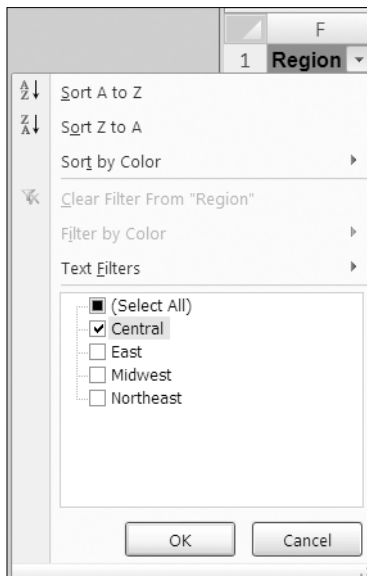 F
1 Region
A
Z
Sort A to Z
Z
A
Sort Z to A
Sort by Color
Clear Filter From "Region"
Filter by Color
Text Filters
(Select All)
Central
East
Midwest
Northeast
OK Cancel